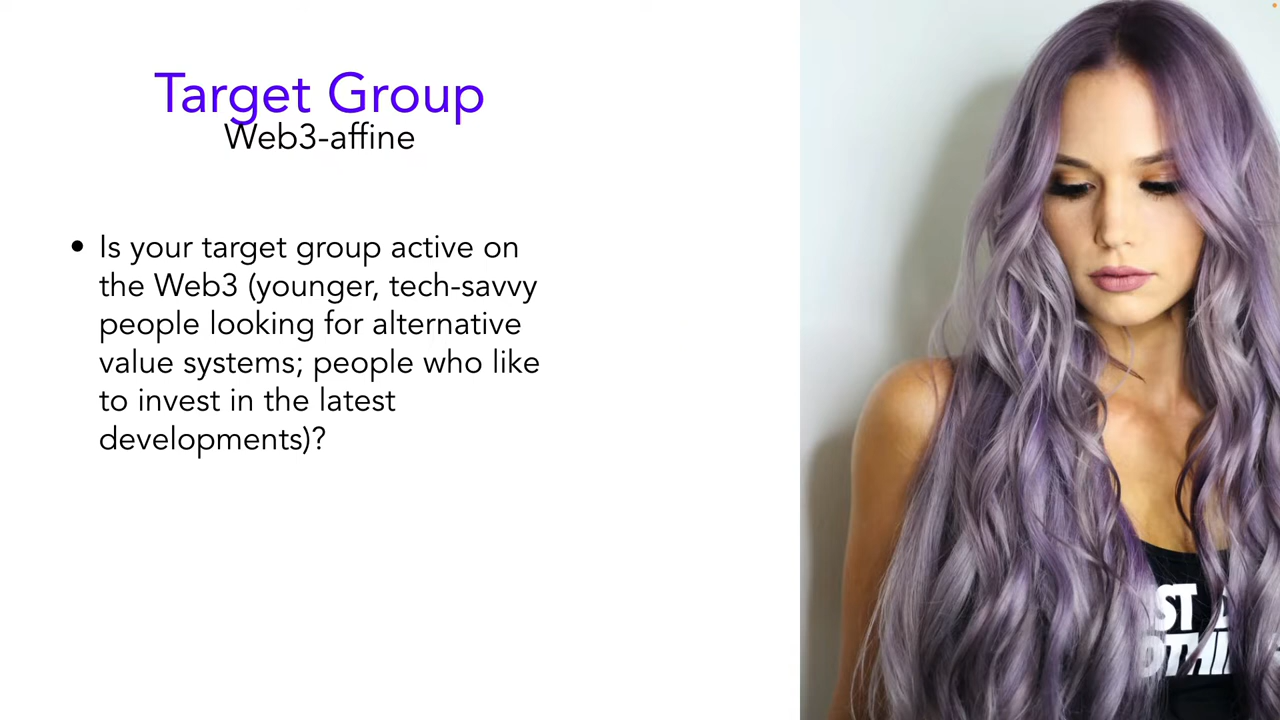 Target Group
Web3-affine
• Is your target group active on
the Web3 (younger, tech-savvy
people looking for alternative
value systems; people who like
to invest in the latest
developments)?